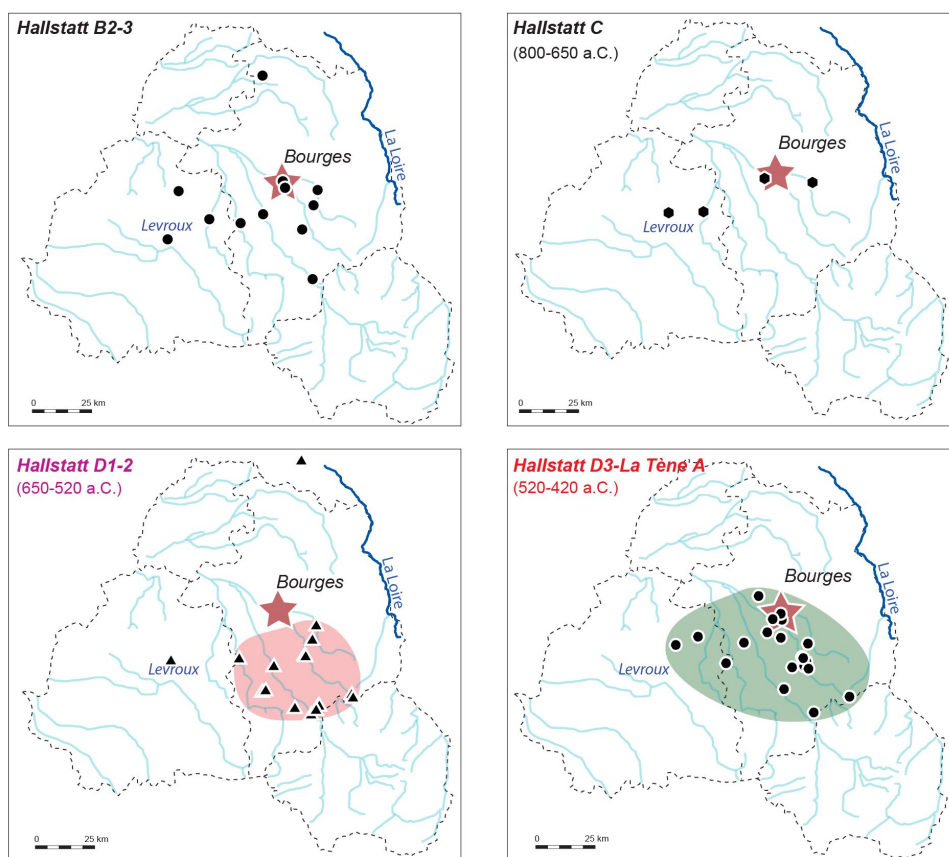 Hallstatt B2-3
Bourges
La Loire
Levroux
0 25 km
Hallstatt C
(800-650 a.C.)
Bourges
La Loire
Levroux
0 25 km
Hallstatt D1-2
(650-520 a.C.)
Bourges
La Loire
Levroux
0 25 km
Hallstatt D3-La Tène A
(520-420 a.C.)
Bourges
La Loire
Levroux
0 25 km